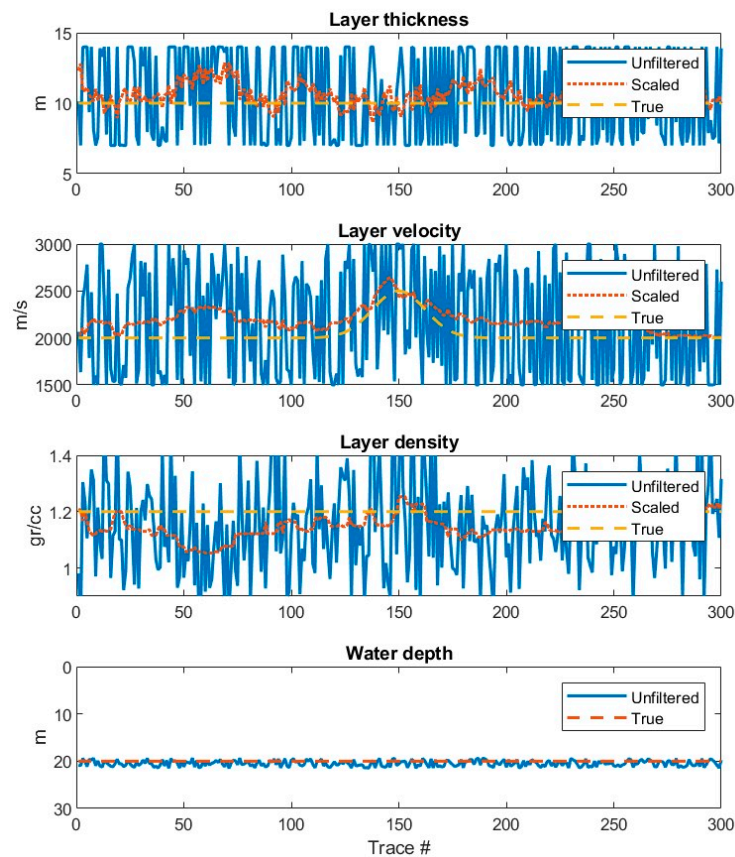 Layer thickness
15
10
5
m
0 50 100 150 200 250 300
Unfiltered
Scaled
True
Layer velocity
3000
2500
2000
1500
m/s
0 50 100 150 200 250 300
Unfiltered
Scaled
True
Layer density
1.4
1.2
1
gr/cc
0 50 100 150 200 250 300
Unfiltered
Scaled
True
Water depth
0
10
20
30
m
0 50 100 150 200 250 300
Unfiltered
True
Trace #